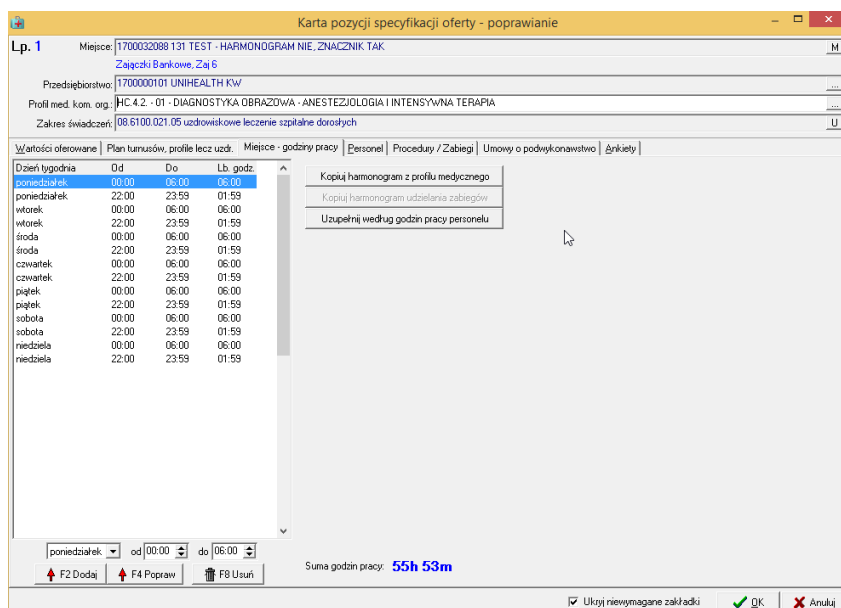 Karta pozycji specyfikacji oferty - poprawianie
Lp. 1 Miejsce: 1700032088 131 TEST - HARMONOGRAM NIE, ZNACZNIK TAK M
Zajączki Bankowe, Zaj 6
Przedsiębiorstwo: 1700000101 UNIHEALTH KW ...
Profil med. kom. org.: HC.4.2. - 01 - DIAGNOSTYKA OBRAZOWA - ANESTEZJOLOGIA I INTENSYWNA TERAPIA ...
Zakres świadczeń: 08.6100.021.05 uzdrowiskowe leczenie szpitalne dorosłych U
Wartości oferowane Plan turnusów, profile lecz uzdr. Miejsce - godziny pracy Personel Procedury / Zabiegi Umowy o podwykonawstwo Ankiety
Dzień tygodnia Od Do Lb. godz.
poniedziałek 00:00 06:00 06:00
poniedziałek 22:00 23:59 01:59
wtorek 00:00 06:00 06:00
wtorek 22:00 23:59 01:59
środa 00:00 06:00 06:00
środa 22:00 23:59 01:59
czwartek 00:00 06:00 06:00
czwartek 22:00 23:59 01:59
piątek 00:00 06:00 06:00
piątek 22:00 23:59 01:59
sobota 00:00 06:00 06:00
sobota 22:00 23:59 01:59
niedziela 00:00 06:00 06:00
niedziela 22:00 23:59 01:59
Kopiuj harmonogram z profilu medycznego
Kopiuj harmonogram udzielania zabiegów
Uzupełnij według godzin pracy personelu
poniedziałek od 00:00 do 06:00
F2 Dodaj F4 Popraw F8 Usuń
Suma godzin pracy: 55h 53m
Ukryj niewymagane zakładki OK Anuluj